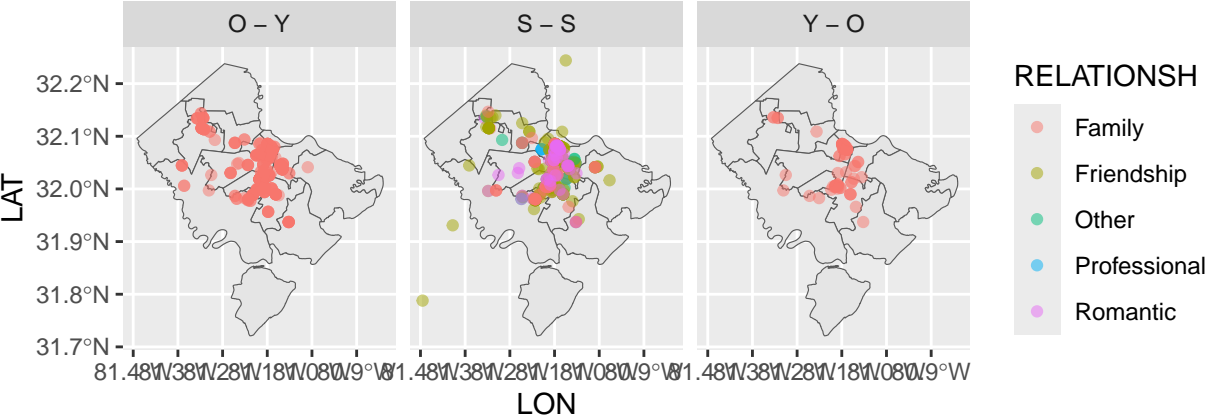 O – Y
S – S
Y – O
32.2°N
32.1°N
32.0°N
31.9°N
31.8°N
31.7°N
LAT
LON
RELATIONSH
Family
Friendship
Other
Professional
Romantic